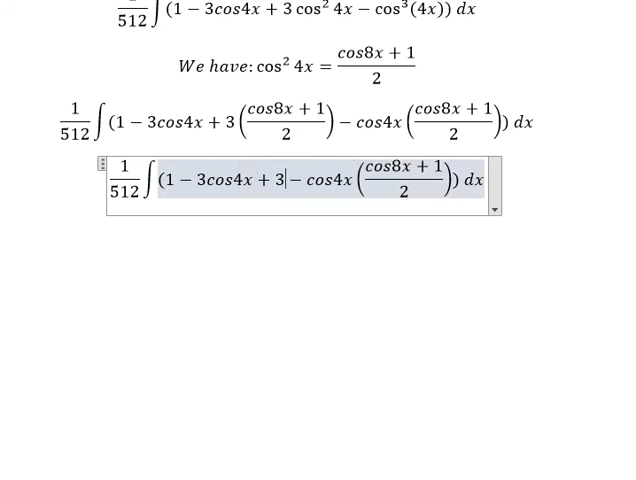 1/512 ∫ (1 − 3cos4x + 3 cos² 4x − cos³(4x)) dx
We have: cos² 4x = (cos8x + 1)/2
1/512 ∫ (1 − 3cos4x + 3 ((cos8x + 1)/2) − cos4x ((cos8x + 1)/2)) dx
1/512 ∫ (1 − 3cos4x + 3 − cos4x ((cos8x + 1)/2)) dx